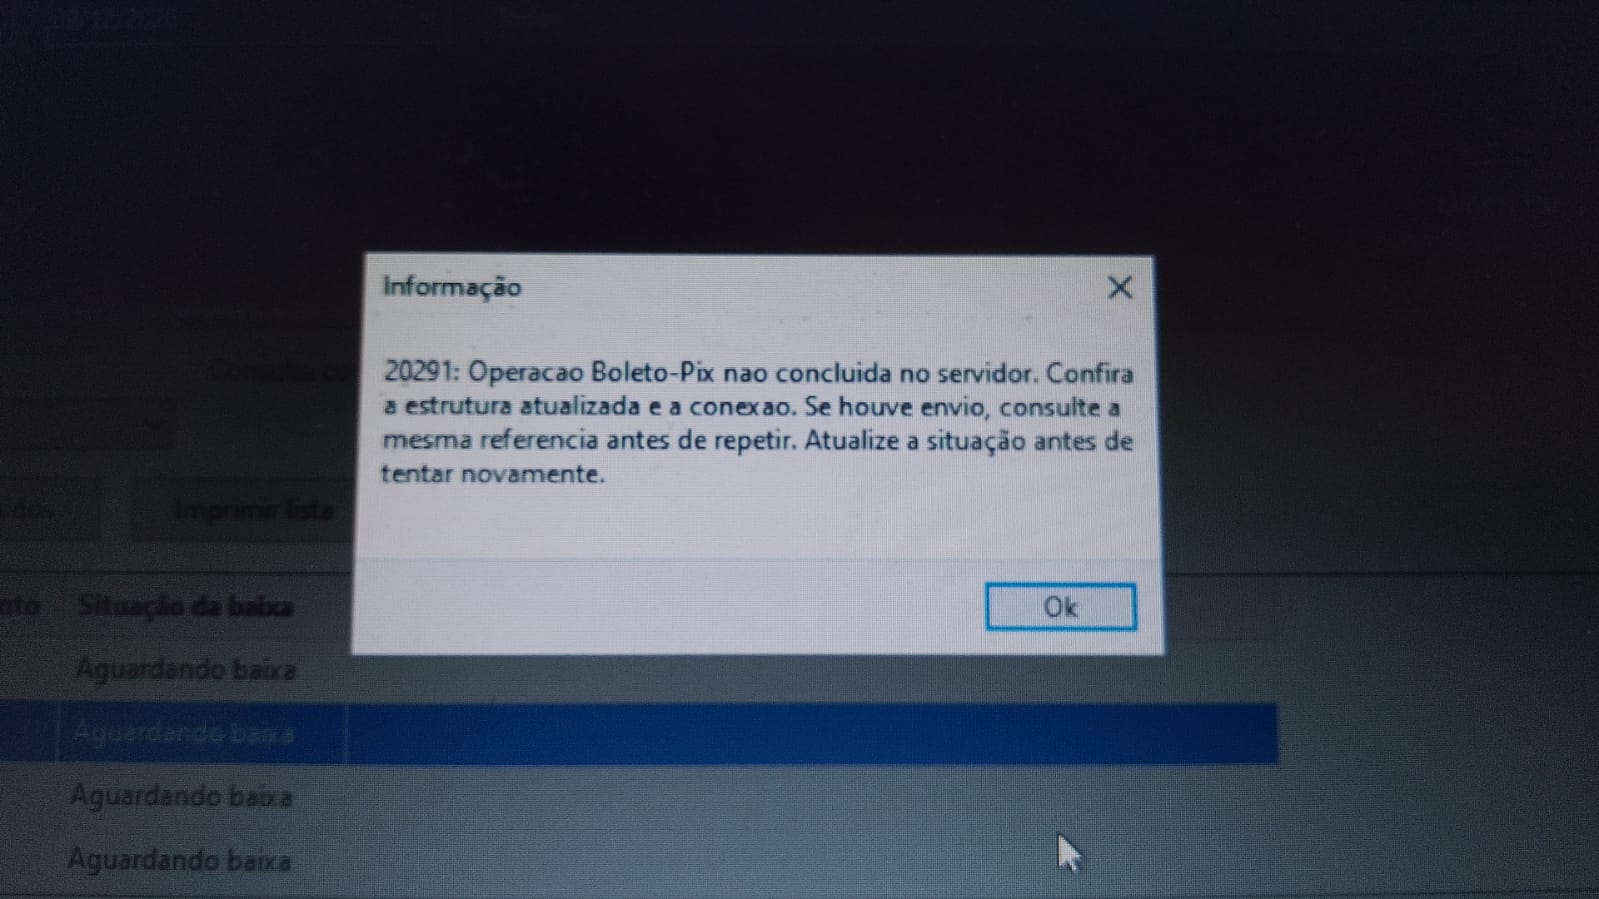 Informação
20291: Operacao Boleto-Pix nao concluida no servidor. Confira
a estrutura atualizada e a conexao. Se houve envio, consulte a
mesma referencia antes de repetir. Atualize a situação antes de
tentar novamente.
Imprimir lista
Ok
Situação da baixa
Aguardando baixa
Aguardando baixa
Aguardando baixa
Aguardando baixa